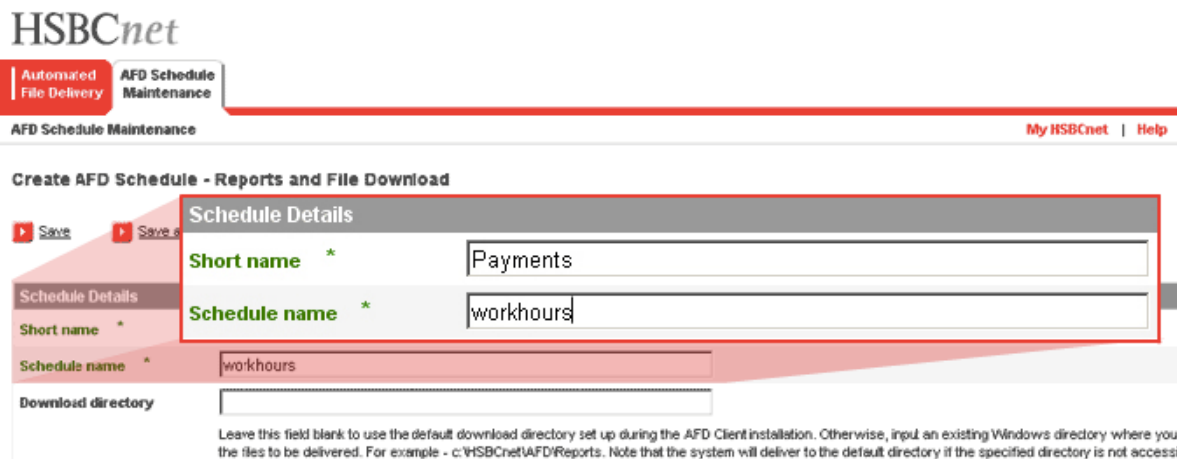 HSBCnet
Automated File Delivery
AFD Schedule Maintenance
AFD Schedule Maintenance
My HSBCnet | Help
Create AFD Schedule - Reports and File Download
Save
Save a
Schedule Details
Short name * Payments
Schedule name * workhours
Schedule Details
Short name *
Schedule name * workhours
Download directory
Leave this field blank to use the default download directory set up during the AFD Client installation. Otherwise, input an existing Windows directory where you
the files to be delivered. For example - c:\HSBCnet\AFD\Reports. Note that the system will deliver to the default directory if the specified directory is not accessi